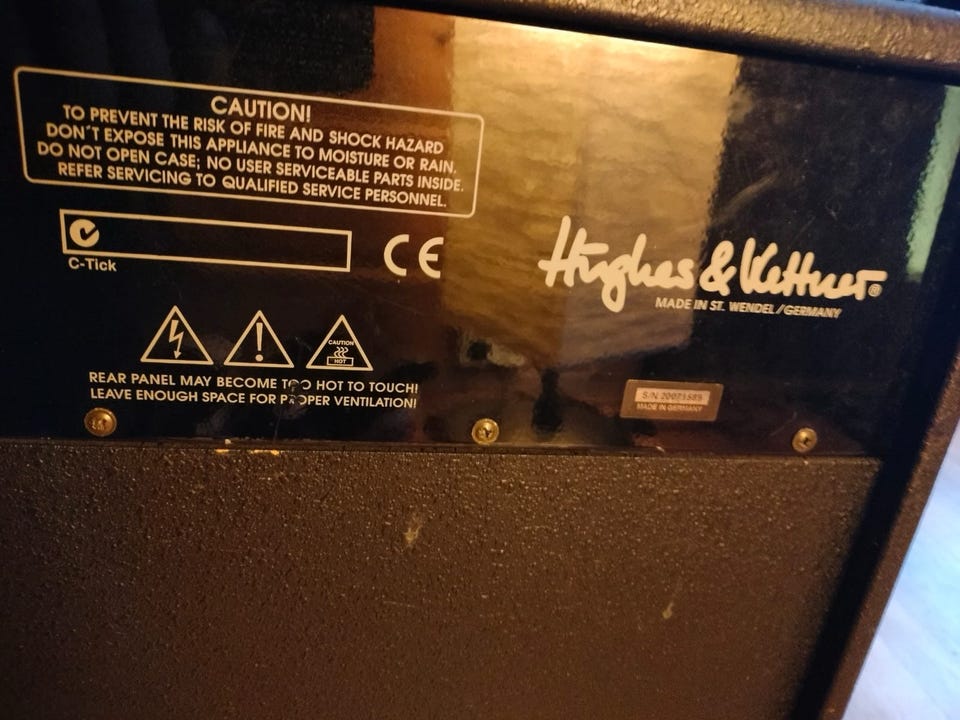 CAUTION!
TO PREVENT THE RISK OF FIRE AND SHOCK HAZARD
DON'T EXPOSE THIS APPLIANCE TO MOISTURE OR RAIN.
DO NOT OPEN CASE; NO USER SERVICEABLE PARTS INSIDE.
REFER SERVICING TO QUALIFIED SERVICE PERSONNEL.
C-Tick
CE
Hughes & Kettner®
MADE IN ST. WENDEL/GERMANY
CAUTION
HOT
REAR PANEL MAY BECOME TOO HOT TO TOUCH!
LEAVE ENOUGH SPACE FOR PROPER VENTILATION!
S/N
MADE IN GERMANY